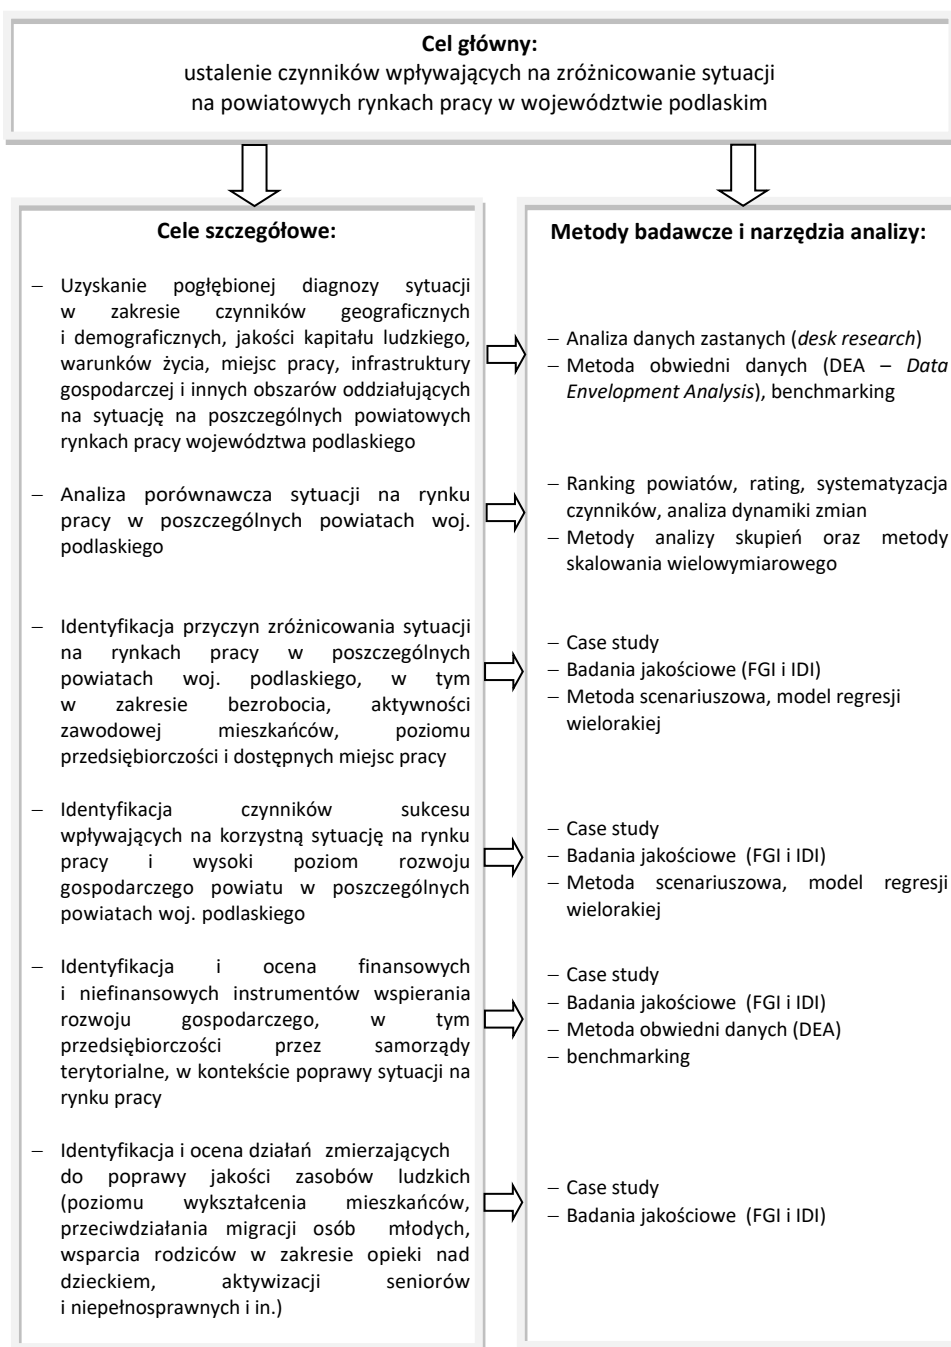 Cel główny:
ustalenie czynników wpływających na zróżnicowanie sytuacji
na powiatowych rynkach pracy w województwie podlaskim
Cele szczegółowe:
– Uzyskanie pogłębionej diagnozy sytuacji
w zakresie czynników geograficznych
i demograficznych, jakości kapitału ludzkiego,
warunków życia, miejsc pracy, infrastruktury
gospodarczej i innych obszarów oddziałujących
na sytuację na poszczególnych powiatowych
rynkach pracy województwa podlaskiego
– Analiza porównawcza sytuacji na rynku
pracy w poszczególnych powiatach woj.
podlaskiego
– Identyfikacja przyczyn zróżnicowania sytuacji
na rynkach pracy w poszczególnych
powiatach woj. podlaskiego, w tym
w zakresie bezrobocia, aktywności
zawodowej mieszkańców, poziomu
przedsiębiorczości i dostępnych miejsc pracy
– Identyfikacja czynników sukcesu
wpływających na korzystną sytuację na rynku
pracy i wysoki poziom rozwoju
gospodarczego powiatu w poszczególnych
powiatach woj. podlaskiego
– Identyfikacja i ocena finansowych
i niefinansowych instrumentów wspierania
rozwoju gospodarczego, w tym
przedsiębiorczości przez samorządy
terytorialne, w kontekście poprawy sytuacji na
rynku pracy
– Identyfikacja i ocena działań zmierzających
do poprawy jakości zasobów ludzkich
(poziomu wykształcenia mieszkańców,
przeciwdziałania migracji osób młodych,
wsparcia rodziców w zakresie opieki nad
dzieckiem, aktywizacji seniorów
i niepełnosprawnych i in.)
Metody badawcze i narzędzia analizy:
– Analiza danych zastanych (desk research)
– Metoda obwiedni danych (DEA – Data
Envelopment Analysis), benchmarking
– Ranking powiatów, rating, systematyzacja
czynników, analiza dynamiki zmian
– Metody analizy skupień oraz metody
skalowania wielowymiarowego
– Case study
– Badania jakościowe (FGI i IDI)
– Metoda scenariuszowa, model regresji
wielorakiej
– Case study
– Badania jakościowe (FGI i IDI)
– Metoda scenariuszowa, model regresji
wielorakiej
– Case study
– Badania jakościowe (FGI i IDI)
– Metoda obwiedni danych (DEA)
– benchmarking
– Case study
– Badania jakościowe (FGI i IDI)